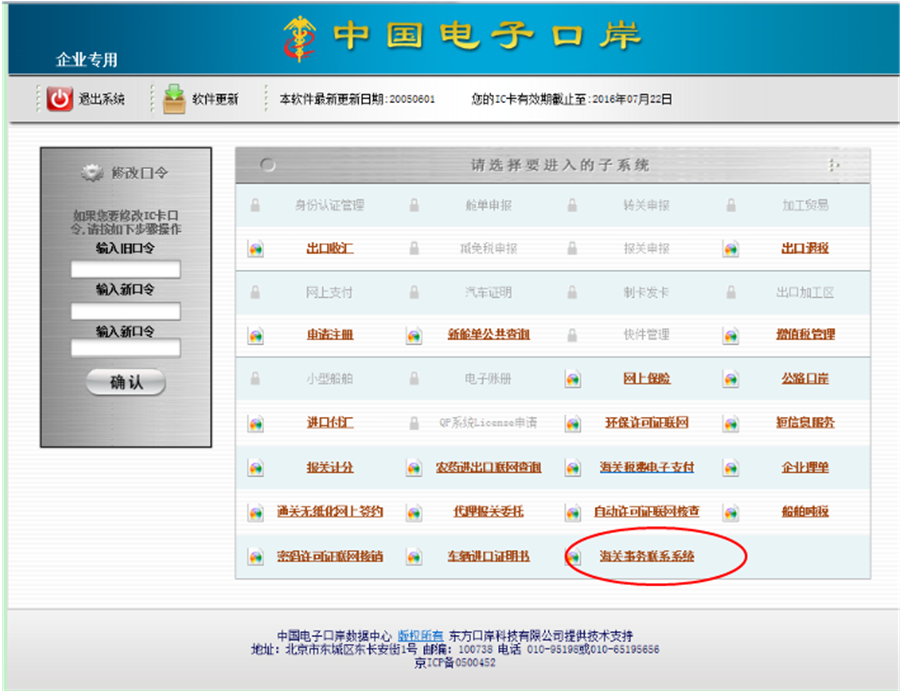 中国电子口岸
企业专用
退出系统 软件更新 本软件最新更新日期:20050601 您的IC卡有效期截止至:2016年07月22日
修改口令
如果您要修改IC卡口
令,请按如下步骤操作
输入旧口令
输入新口令
输入新口令
确认
请选择要进入的子系统
身份认证管理 舱单申报 转关申报 加工贸易
出口收汇 减免税申报 报关申报 出口退税
网上支付 汽车证明 制卡发卡 出口加工区
申请注册 新舱单公共查询 快件管理 增值税管理
小型船舶 电子账册 网上保险 公路口岸
进口付汇 QP系统License申请 环保许可证联网 短信息服务
报关计分 农药进出口联网查询 海关税费电子支付 企业理单
通关无纸化网上签约 代理报关委托 自动许可证联网核查 船舶吨税
密码许可证联网核销 车辆进口证明书 海关事务联系系统
中国电子口岸数据中心 版权所有 东方口岸科技有限公司提供技术支持
地址: 北京市东城区东长安街1号 邮编: 100738 电话 010-95198或010-65195656
京ICP备0500452